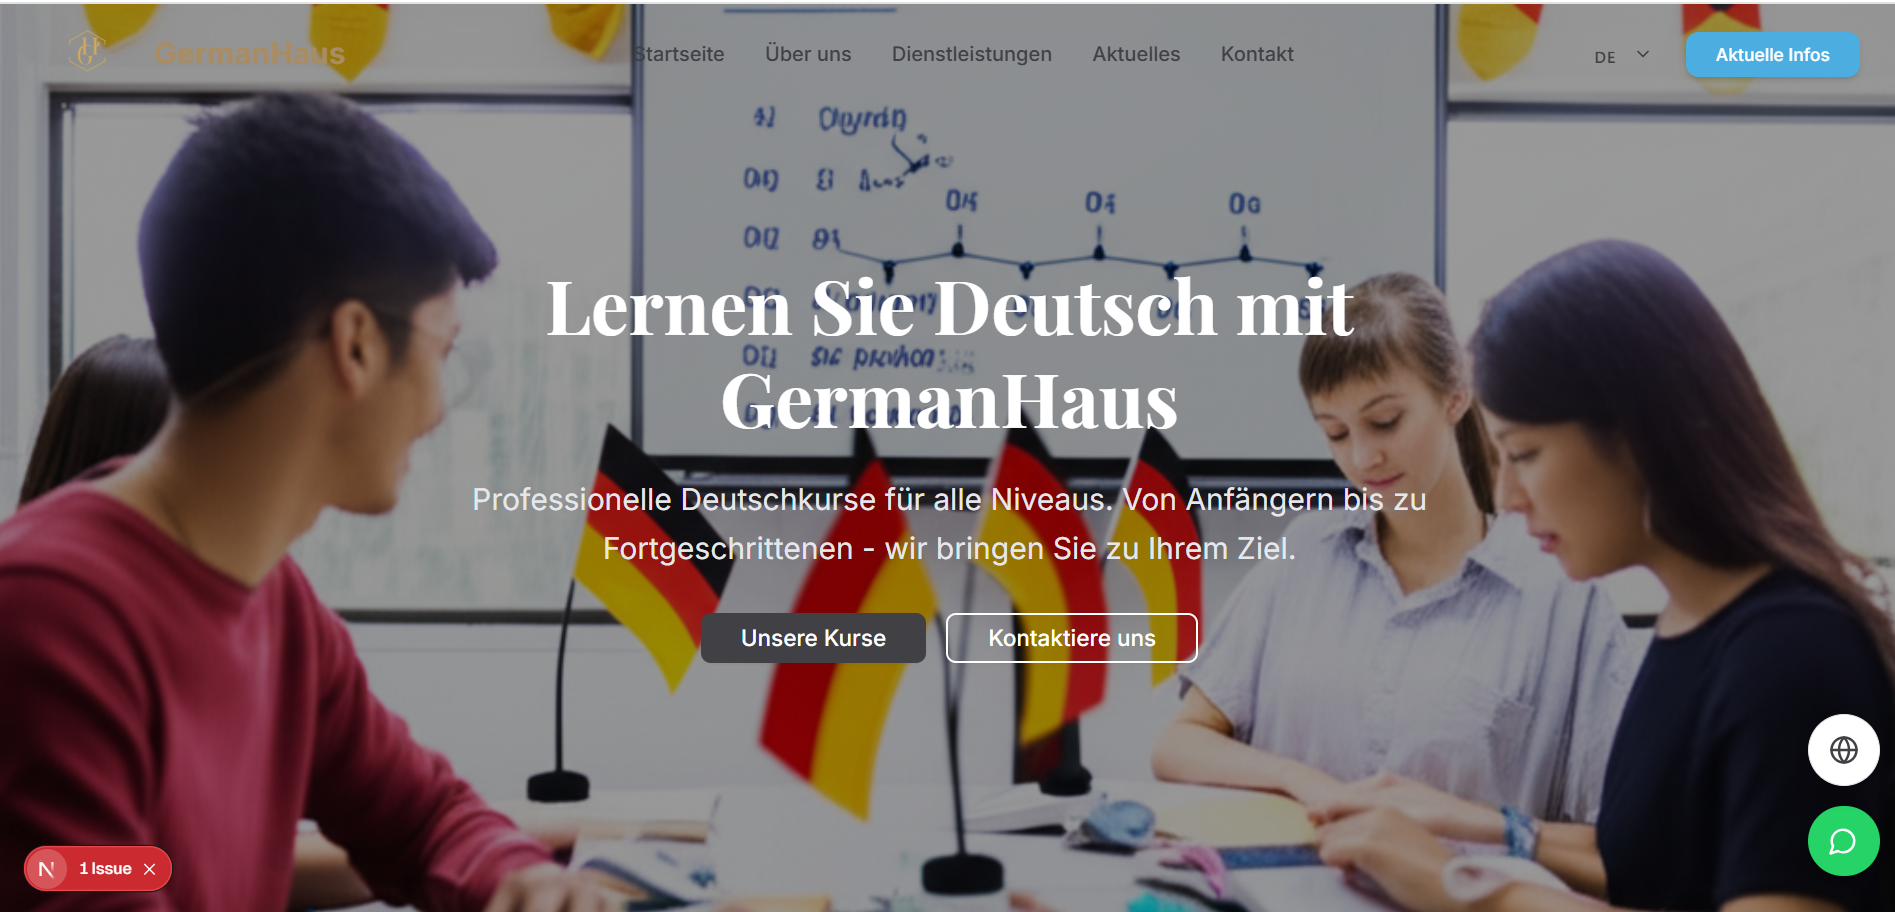 GH
GermanHaus
Startseite Über uns Dienstleistungen Aktuelles Kontakt
DE
Aktuelle Infos
Lernen Sie Deutsch mit
GermanHaus
Professionelle Deutschkurse für alle Niveaus. Von Anfängern bis zu
Fortgeschrittenen - wir bringen Sie zu Ihrem Ziel.
Unsere Kurse
Kontaktiere uns
N
1 Issue